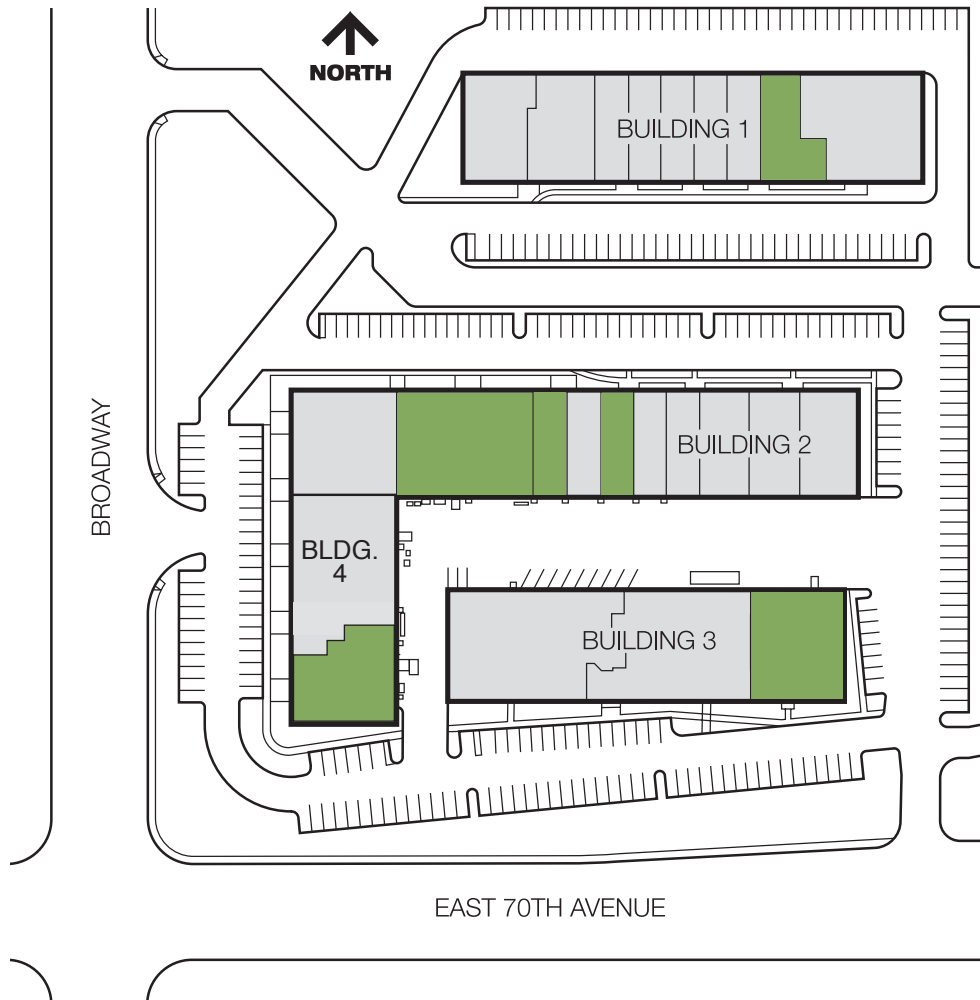 NORTH
BUILDING 1
BROADWAY
BUILDING 2
BLDG.
4
BUILDING 3
EAST 70TH AVENUE